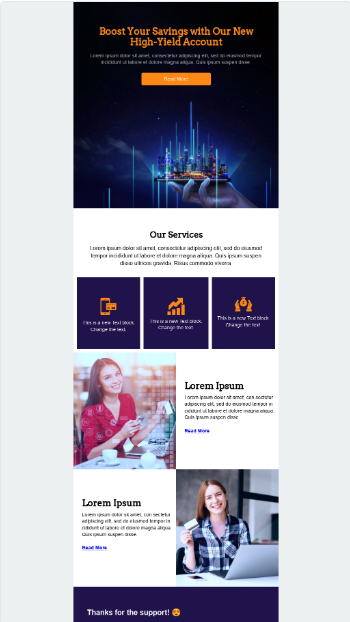 Boost Your Savings with Our New
High-Yield Account
Lorem ipsum dolor sit amet, consectetur adipiscing elit, sed do eiusmod tempor
incididunt ut labore et dolore magna aliqua. Quis ipsum suspen disse.
Read More
Our Services
Lorem ipsum dolor sit amet, consectetur adipiscing elit, sed do eiusmod
tempor incididunt ut labore et dolore magna aliqua. Quis ipsum suspen
disse ultrices gravida. Risus commodo viverra
This is a new Text block.
Change the text.
This is a new Text block.
Change the text.
This is a new Text block.
Change the text.
Lorem Ipsum
Lorem ipsum dolor sit amet, con sectetur
adipiscing elit, sed do eiusmod tempor in
cidi dunt ut labore et dolore magna aliqua.
Quis ipsum suspen disse.
Read More
Lorem Ipsum
Lorem ipsum dolor sit amet, con sectetur
adipiscing elit, sed do eiusmod tempor in
cidi dunt ut labore et dolore magna aliqua.
Quis ipsum suspen disse.
Read More
Thanks for the support! 😍